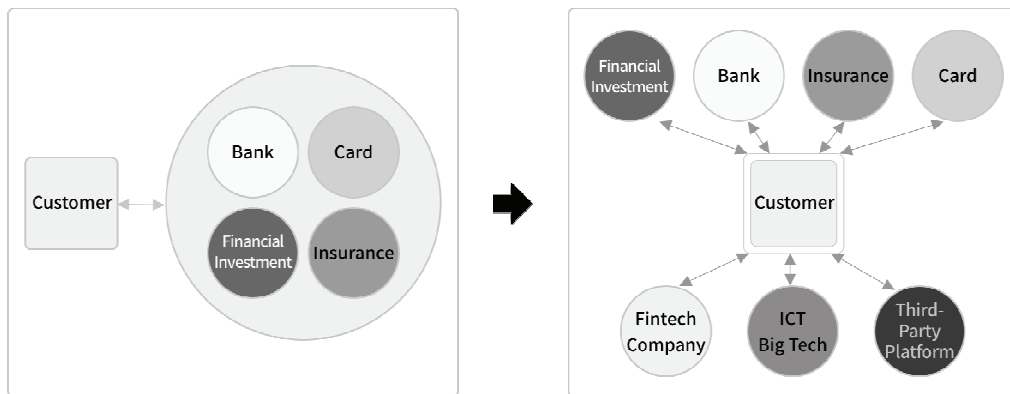 Customer
Bank
Card
Financial
Investment
Insurance
Financial
Investment
Bank
Insurance
Card
Customer
Fintech
Company
ICT
Big Tech
Third-
Party
Platform